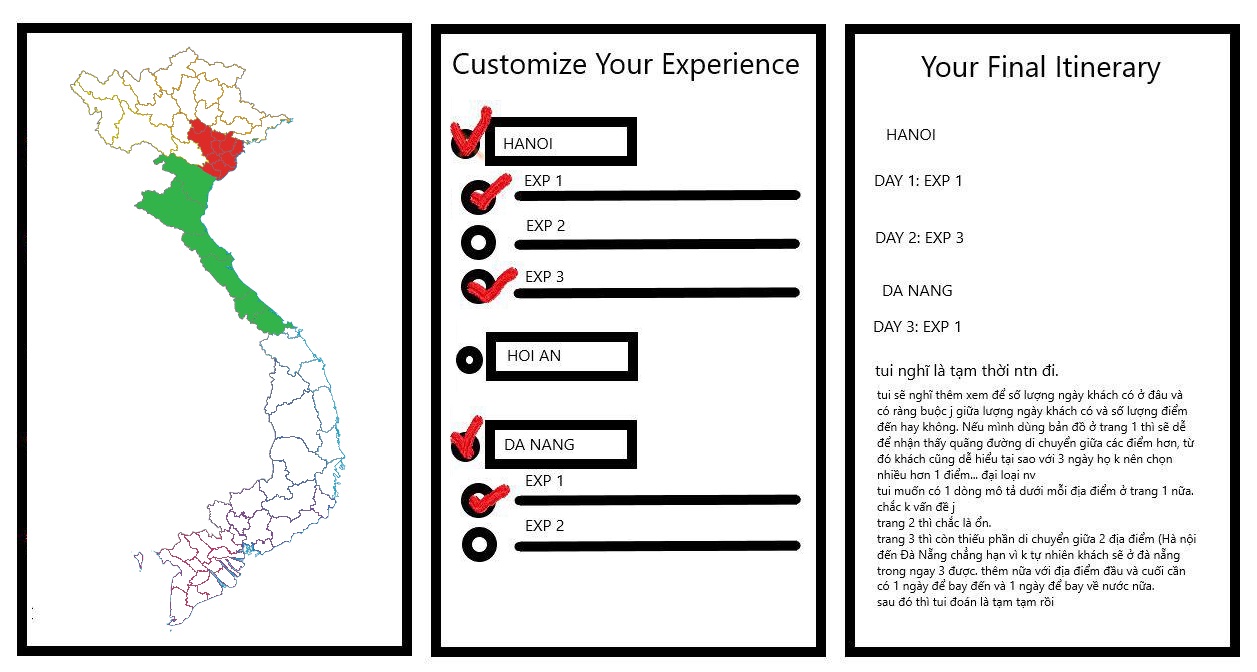 Customize Your Experience
HANOI
EXP 1
EXP 2
EXP 3
HOI AN
DA NANG
EXP 1
EXP 2
Your Final Itinerary
HANOI
DAY 1: EXP 1
DAY 2: EXP 3
DA NANG
DAY 3: EXP 1
tui nghĩ là tạm thời ntn đi.
tui sẽ nghĩ thêm xem để số lượng ngày khách có ở đâu và
có ràng buộc j giữa lượng ngày khách có và số lượng điểm
đến hay không. Nếu mình dùng bản đồ ở trang 1 thì sẽ dễ
để nhận thấy quãng đường di chuyển giữa các điểm hơn, từ
đó khách cũng dễ hiểu tại sao với 3 ngày họ k nên chọn
nhiều hơn 1 điểm... đại loại nv
tui muốn có 1 dòng mô tả dưới mỗi địa điểm ở trang 1 nữa.
chắc k vấn đề j
trang 2 thì chắc là ổn.
trang 3 thì còn thiếu phần di chuyển giữa 2 địa điểm (Hà nội
đến Đà Nẵng chẳng hạn vì k tự nhiên khách sẽ ở đà nẵng
trong ngay 3 được. thêm nữa với địa điểm đầu và cuối cần
có 1 ngày để bay đến và 1 ngày để bay về nước nữa.
sau đó thì tui đoán là tạm tạm rồi